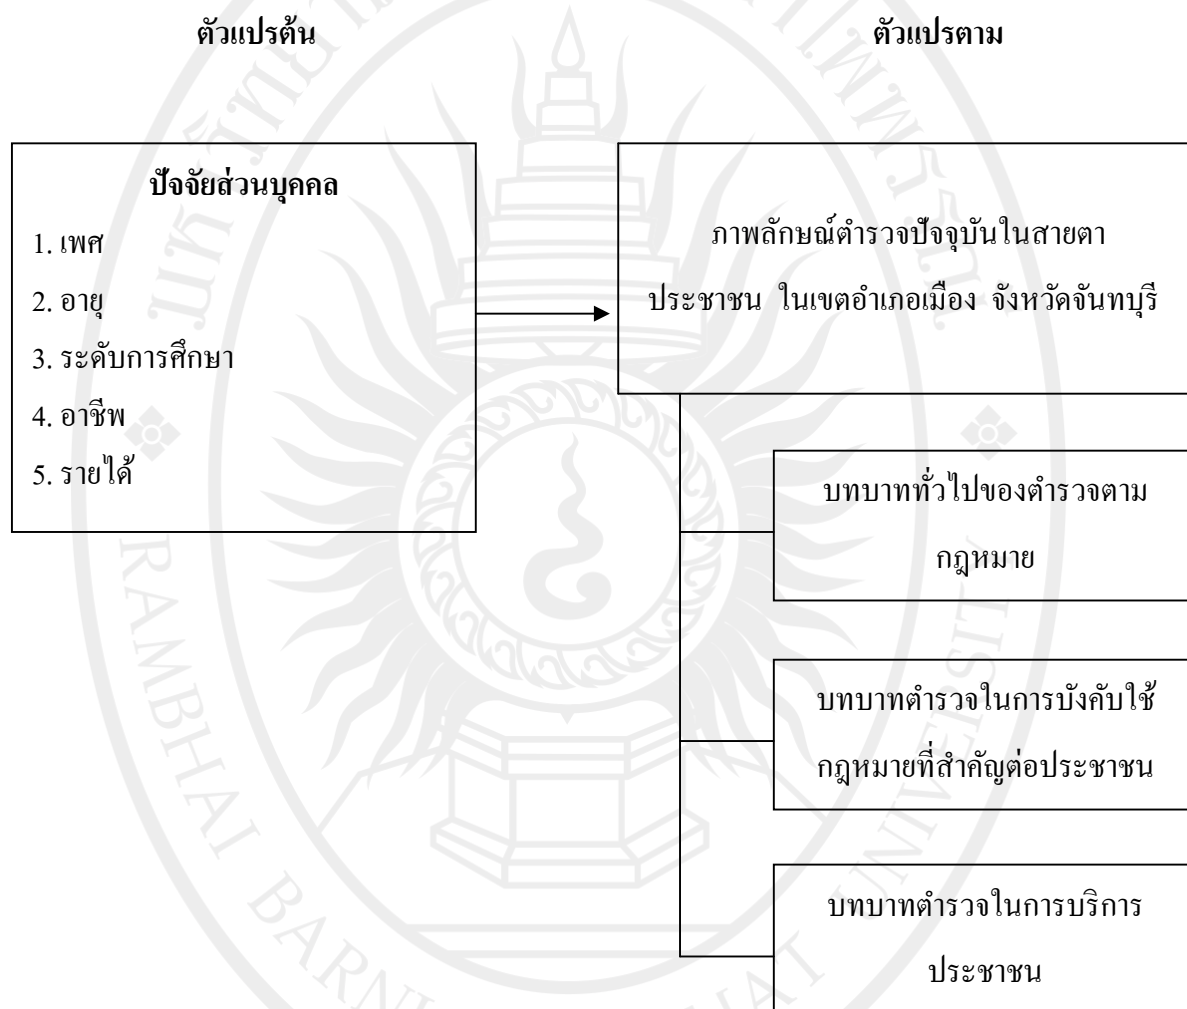 ตัวแปรต้น
ตัวแปรตาม
ปัจจัยส่วนบุคคล
1. เพศ
2. อายุ
3. ระดับการศึกษา
4. อาชีพ
5. รายได้
ภาพลักษณ์ตำรวจปัจจุบันในสายตา
ประชาชน ในเขตอำเภอเมือง จังหวัดจันทบุรี
บทบาททั่วไปของตำรวจตาม
กฎหมาย
บทบาทตำรวจในการบังคับใช้
กฎหมายที่สำคัญต่อประชาชน
บทบาทตำรวจในการบริการ
ประชาชน
RAMBHAI